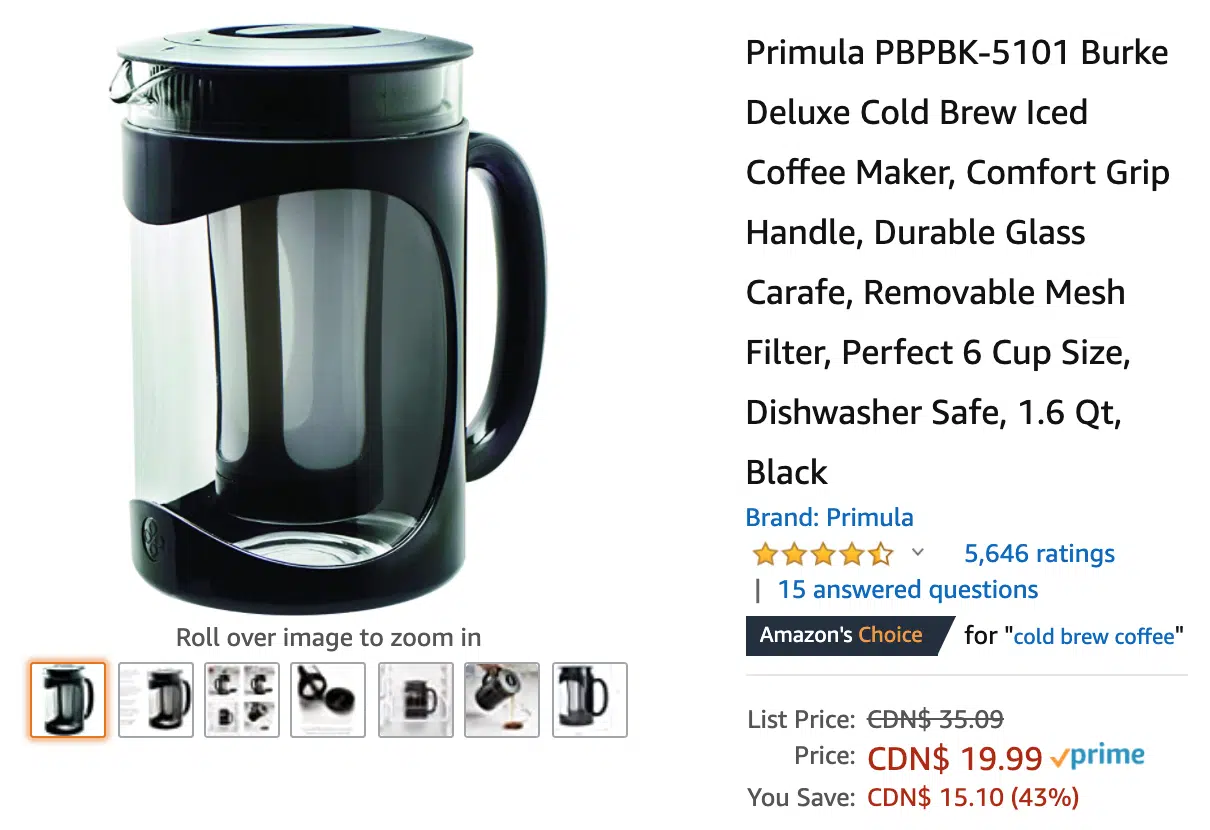 Primula PBPBK-5101 Burke
Deluxe Cold Brew Iced
Coffee Maker, Comfort Grip
Handle, Durable Glass
Carafe, Removable Mesh
Filter, Perfect 6 Cup Size,
Dishwasher Safe, 1.6 Qt,
Black
Brand: Primula
5,646 ratings
| 15 answered questions
Amazon's Choice for "cold brew coffee"
List Price: CDN$ 35.09
Price: CDN$ 19.99 prime
You Save: CDN$ 15.10 (43%)
Roll over image to zoom in